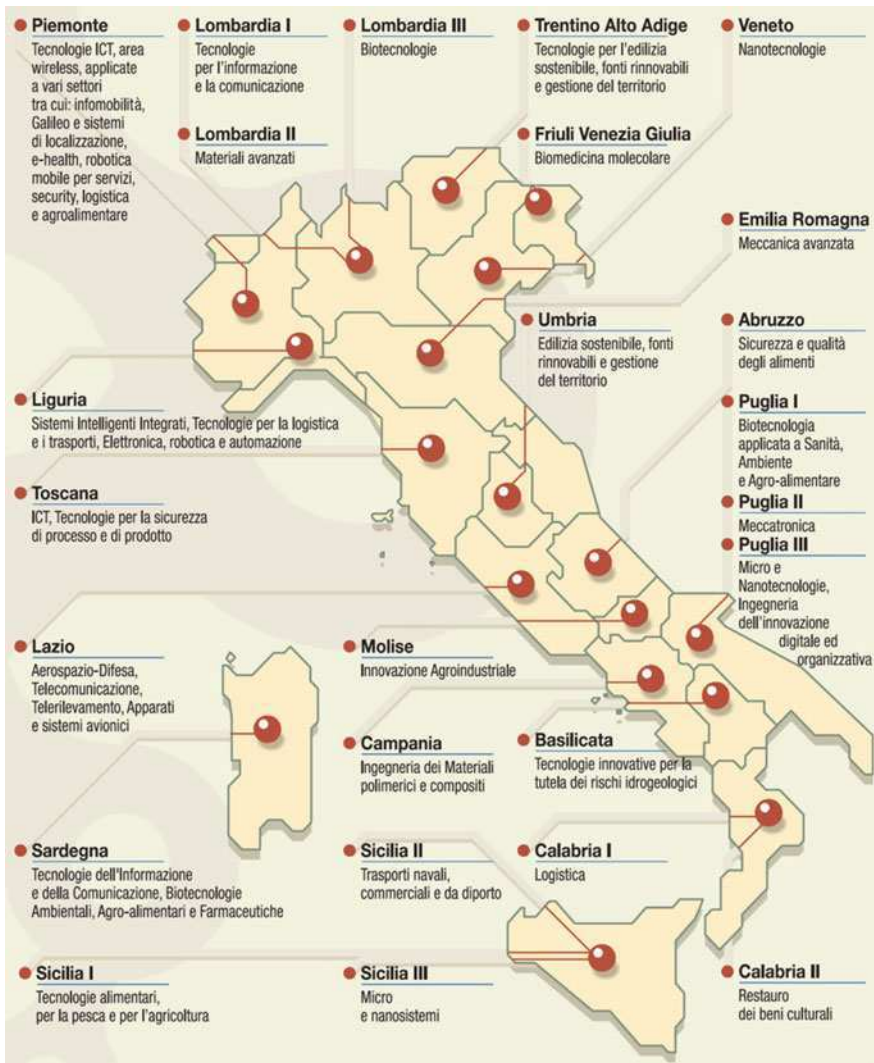 Piemonte
Tecnologie ICT, area
wireless, applicate
a vari settori
tra cui: infomobilità,
Galileo e sistemi
di localizzazione,
e-health, robotica
mobile per servizi,
security, logistica
e agroalimentare
Lombardia I
Tecnologie
per l'informazione
e la comunicazione
Lombardia II
Materiali avanzati
Lombardia III
Biotecnologie
Trentino Alto Adige
Tecnologie per l'edilizia
sostenibile, fonti rinnovabili
e gestione del territorio
Friuli Venezia Giulia
Biomedicina molecolare
Veneto
Nanotecnologie
Emilia Romagna
Meccanica avanzata
Umbria
Edilizia sostenibile, fonti
rinnovabili e gestione
del territorio
Abruzzo
Sicurezza e qualità
degli alimenti
Liguria
Sistemi Intelligenti Integrati, Tecnologie per la logistica
e i trasporti, Elettronica, robotica e automazione
Puglia I
Biotecnologia
applicata a Sanità,
Ambiente
e Agro-alimentare
Toscana
ICT, Tecnologie per la sicurezza
di processo e di prodotto
Puglia II
Meccatronica
Puglia III
Micro e
Nanotecnologie,
Ingegneria
dell'innovazione
digitale ed
organizzativa
Lazio
Aerospazio-Difesa,
Telecomunicazione,
Telerilevamento, Apparati
e sistemi avionici
Molise
Innovazione Agroindustriale
Campania
Ingegneria dei Materiali
polimerici e compositi
Basilicata
Tecnologie innovative per la
tutela dei rischi idrogeologici
Sardegna
Tecnologie dell'Informazione
e della Comunicazione, Biotecnologie
Ambientali, Agro-alimentari e Farmaceutiche
Sicilia II
Trasporti navali,
commerciali e da diporto
Calabria I
Logistica
Sicilia I
Tecnologie alimentari,
per la pesca e per l'agricoltura
Sicilia III
Micro
e nanosistemi
Calabria II
Restauro
dei beni culturali